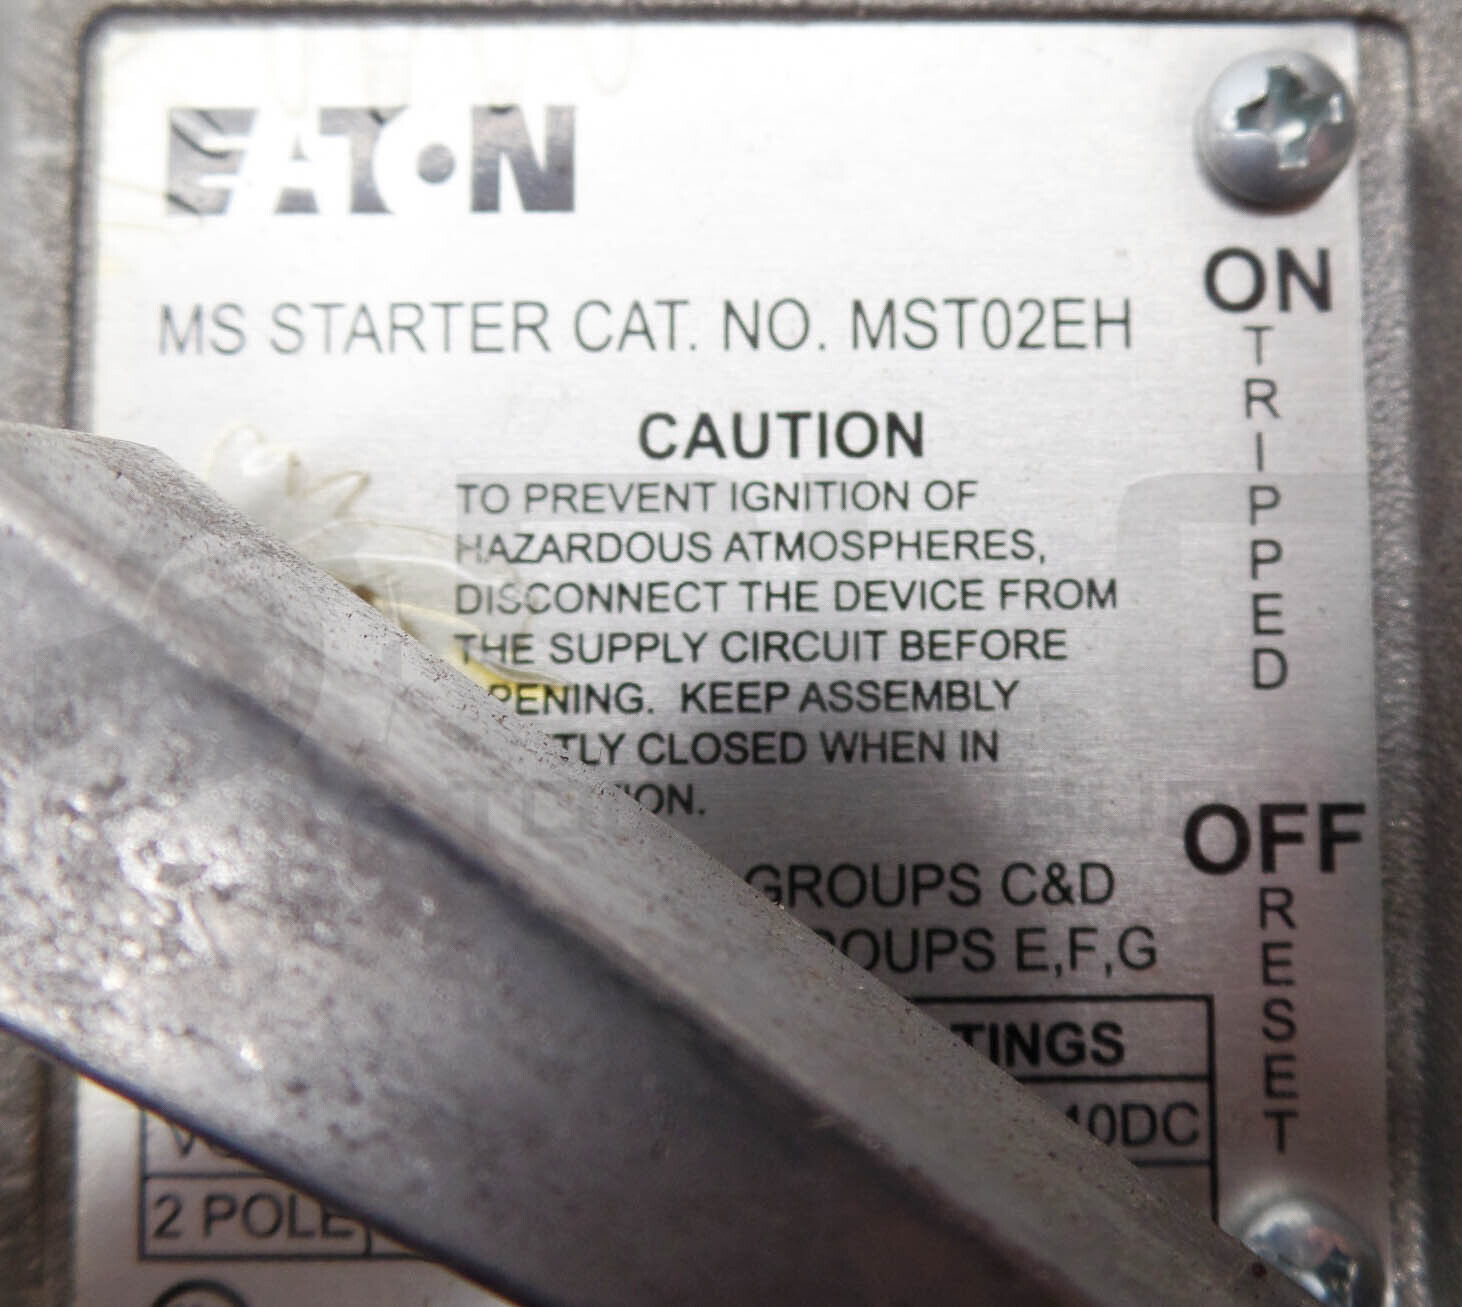 EATON
MS STARTER CAT. NO. MST02EH
CAUTION
TO PREVENT IGNITION OF
HAZARDOUS ATMOSPHERES,
DISCONNECT THE DEVICE FROM
THE SUPPLY CIRCUIT BEFORE
PENING. KEEP ASSEMBLY
TLY CLOSED WHEN IN
ION.
GROUPS C&D
OUPS E,F,G
TINGS
10DC
2 POLE
ON
TRIPPED
OFF
RESET